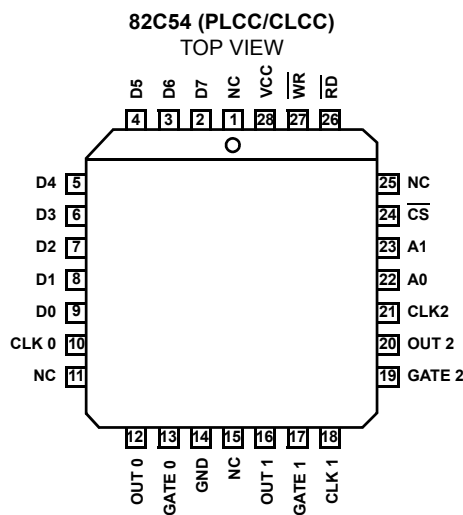 82C54 (PLCC/CLCC)
TOP VIEW
D5 D6 D7 NC VCC W̅R̅ R̅D̅
4 3 2 1 28 27 26
D4 5
D3 6
D2 7
D1 8
D0 9
CLK 0 10
NC 11
25 NC
24 C̅S̅
23 A1
22 A0
21 CLK2
20 OUT 2
19 GATE 2
12 13 14 15 16 17 18
OUT 0 GATE 0 GND NC OUT 1 GATE 1 CLK 1